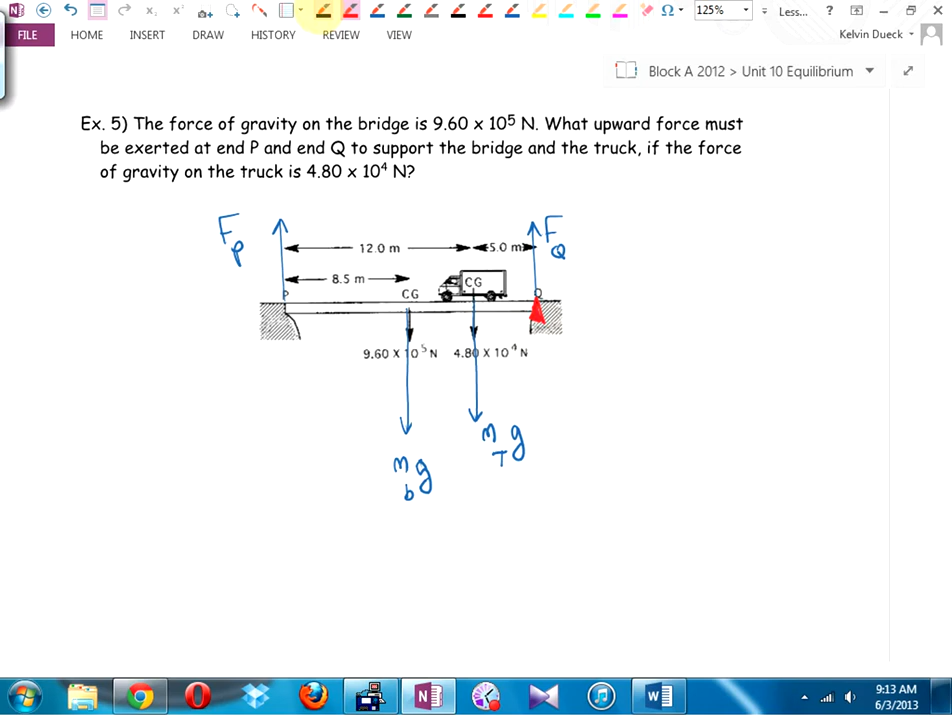 125%
Less...
FILE
HOME
INSERT
DRAW
HISTORY
REVIEW
VIEW
Kelvin Dueck
Block A 2012 > Unit 10 Equilibrium
Ex. 5) The force of gravity on the bridge is 9.60 x 10⁵ N. What upward force must
be exerted at end P and end Q to support the bridge and the truck, if the force
of gravity on the truck is 4.80 x 10⁴ N?
F_P
F_Q
12.0 m
5.0 m
8.5 m
P
CG
CG
Q
9.60 X 10⁵ N
4.80 X 10⁴ N
m_b g
m_T g
9:13 AM
6/3/2013